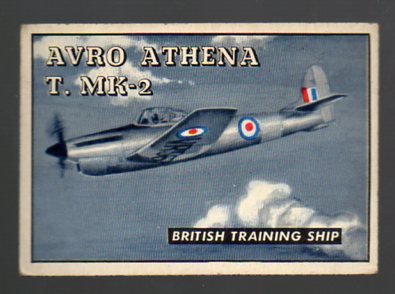 AVRO ATHENA
T. MK-2
BRITISH TRAINING SHIP